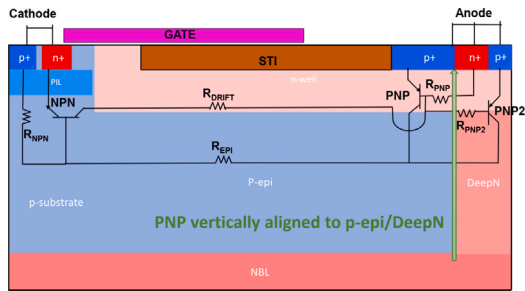 Cathode
Anode
GATE
p+
n+
STI
p+
n+
p+
n-well
PIL
NPN
RDRIFT
PNP
RPNP
PNP2
RNPN
RPNP2
REPI
P-epi
DeepN
p-substrate
PNP vertically aligned to p-epi/DeepN
NBL